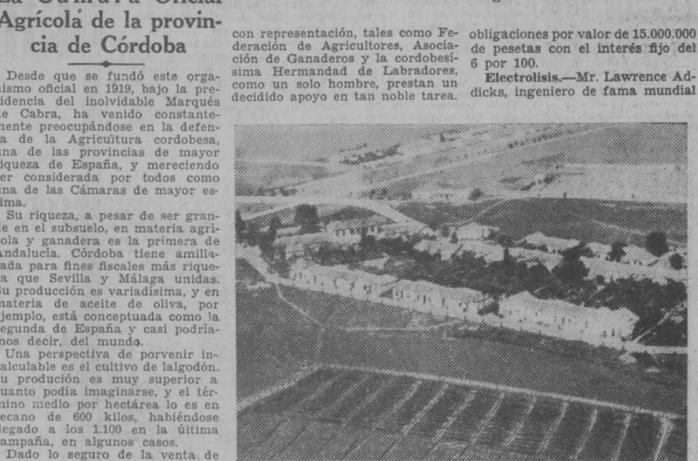 La Cámara Oficial
Agrícola de la provin-
cia de Córdoba
Desde que se fundó este orga-
nismo oficial en 1919, bajo la pre-
sidencia del inolvidable Marqués
de Cabra, ha venido constante-
mente preocupándose en la defen-
sa de la Agricultura cordobesa,
una de las provincias de mayor
riqueza de España, y mereciendo
ser considerada por todos como
una de las Cámaras de mayor es-
tima.
Su riqueza, a pesar de ser gran-
de en el subsuelo, en materia agrí-
cola y ganadera es la primera de
Andalucía. Córdoba tiene amilla-
rada para fines fiscales más rique-
za que Sevilla y Málaga unidas.
Su producción es variadísima, y en
materia de aceite de oliva, por
ejemplo, está conceptuada como la
segunda de España y casi podría-
mos decir, del mundo.
Una perspectiva de porvenir in-
calculable es el cultivo de lalgodón.
Su produción es muy superior a
cuanto podía imaginarse, y el tér-
mino medio por hectárea lo es en
secano de 600 kilos, habiéndose
llegado a los 1.100 en la última
campaña, en algunos casos.
Dado lo seguro de la venta de
con representación, tales como Fe-
deración de Agricultores, Asocia-
ción de Ganaderos y la cordobesí-
sima Hermandad de Labradores,
como un solo hombre, prestan un
decidido apoyo en tan noble tarea.
obligaciones por valor de 15.000.000
de pesetas con el interés fijo del
6 por 100.
Electrolisis.—Mr. Lawrence Ad-
dicks, ingeniero de fama mundial